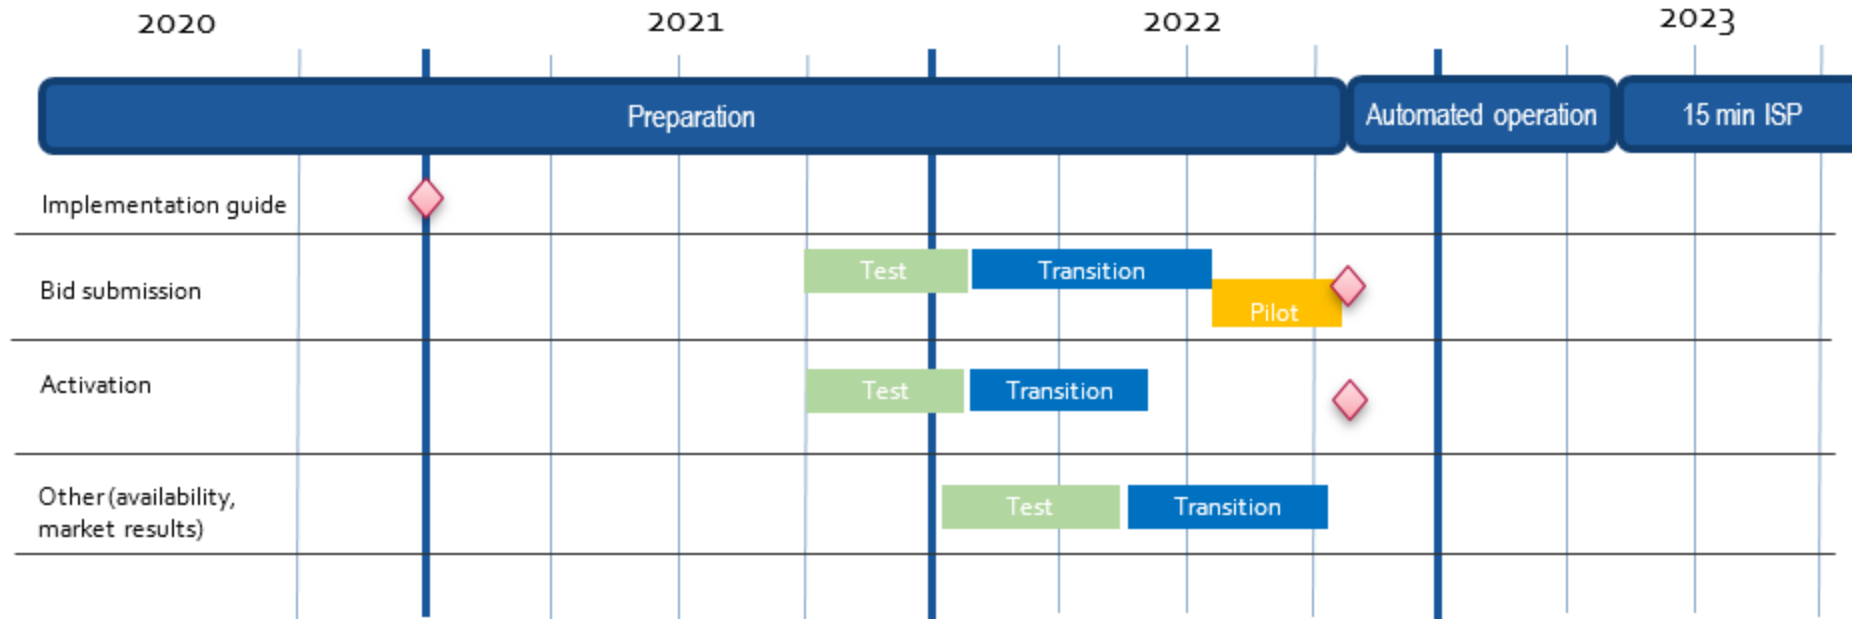 2020 2021 2022 2023
Preparation Automated operation 15 min ISP
Implementation guide
Bid submission Test Transition
Pilot
Activation Test Transition
Other (availability,
market results) Test Transition